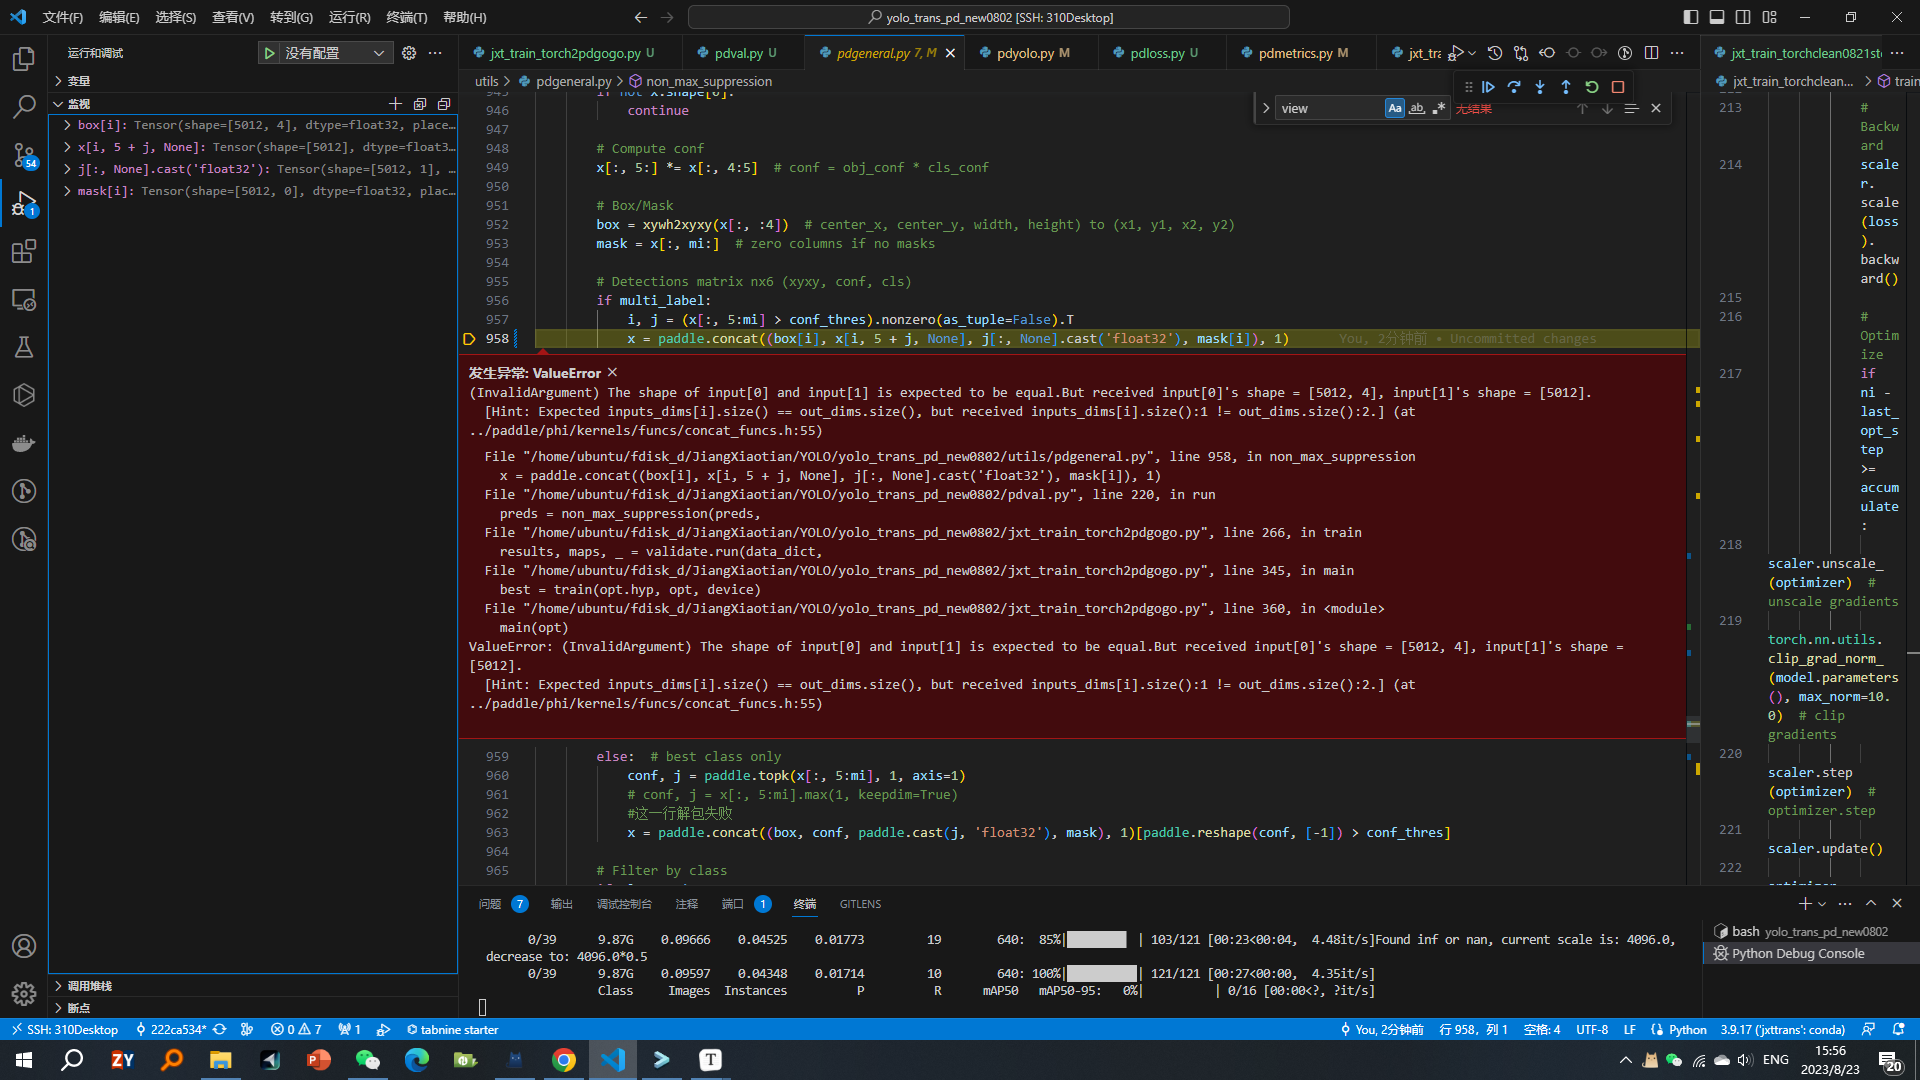 文件(F) 编辑(E) 选择(S) 查看(V) 转到(G) 运行(R) 终端(T) 帮助(H)
yolo_trans_pd_new0802 [SSH: 310Desktop]
运行和调试 没有配置
jxt_train_torch2pdgogo.py U pdval.py U pdgeneral.py 7, M pdyolo.py M pdloss.py U pdmetrics.py M jxt_tra jxt_train_torchclean0821ste
变量
监视
box[i]: Tensor(shape=[5012, 4], dtype=float32, place…
x[i, 5 + j, None]: Tensor(shape=[5012], dtype=float3…
j[:, None].cast('float32'): Tensor(shape=[5012, 1], …
mask[i]: Tensor(shape=[5012, 0], dtype=float32, plac…
54
1
调用堆栈
断点
utils > pdgeneral.py > non_max_suppression
view Aa ab 无结果
945 if not x.shape[0]:
946 continue
947
948 # Compute conf
949 x[:, 5:] *= x[:, 4:5]  # conf = obj_conf * cls_conf
950
951 # Box/Mask
952 box = xywh2xyxy(x[:, :4])  # center_x, center_y, width, height) to (x1, y1, x2, y2)
953 mask = x[:, mi:]  # zero columns if no masks
954
955 # Detections matrix nx6 (xyxy, conf, cls)
956 if multi_label:
957 i, j = (x[:, 5:mi] > conf_thres).nonzero(as_tuple=False).T
958 x = paddle.concat((box[i], x[i, 5 + j, None], j[:, None].cast('float32'), mask[i]), 1) You, 2分钟前 • Uncommitted changes
发生异常: ValueError
(InvalidArgument) The shape of input[0] and input[1] is expected to be equal.But received input[0]'s shape = [5012, 4], input[1]'s shape = [5012].
[Hint: Expected inputs_dims[i].size() == out_dims.size(), but received inputs_dims[i].size():1 != out_dims.size():2.] (at
../paddle/phi/kernels/funcs/concat_funcs.h:55)
File "/home/ubuntu/fdisk_d/JiangXiaotian/YOLO/yolo_trans_pd_new0802/utils/pdgeneral.py", line 958, in non_max_suppression
x = paddle.concat((box[i], x[i, 5 + j, None], j[:, None].cast('float32'), mask[i]), 1)
File "/home/ubuntu/fdisk_d/JiangXiaotian/YOLO/yolo_trans_pd_new0802/pdval.py", line 220, in run
preds = non_max_suppression(preds,
File "/home/ubuntu/fdisk_d/JiangXiaotian/YOLO/yolo_trans_pd_new0802/jxt_train_torch2pdgogo.py", line 266, in train
results, maps, _ = validate.run(data_dict,
File "/home/ubuntu/fdisk_d/JiangXiaotian/YOLO/yolo_trans_pd_new0802/jxt_train_torch2pdgogo.py", line 345, in main
best = train(opt.hyp, opt, device)
File "/home/ubuntu/fdisk_d/JiangXiaotian/YOLO/yolo_trans_pd_new0802/jxt_train_torch2pdgogo.py", line 360, in <module>
main(opt)
ValueError: (InvalidArgument) The shape of input[0] and input[1] is expected to be equal.But received input[0]'s shape = [5012, 4], input[1]'s shape =
[5012].
[Hint: Expected inputs_dims[i].size() == out_dims.size(), but received inputs_dims[i].size():1 != out_dims.size():2.] (at
../paddle/phi/kernels/funcs/concat_funcs.h:55)
959 else:  # best class only
960 conf, j = paddle.topk(x[:, 5:mi], 1, axis=1)
961 # conf, j = x[:, 5:mi].max(1, keepdim=True)
962 #这一行解包失败
963 x = paddle.concat((box, conf, paddle.cast(j, 'float32'), mask), 1)[paddle.reshape(conf, [-1]) > conf_thres]
964
965 # Filter by class
jxt_train_torchclean... > train
213 #
Backw
ard
214 scale
r.
scale
(loss
).
backw
ard()
215
216 #
Optim
ize
217 if
ni -
last_
opt_s
tep
>=
accum
ulate
:
218
scaler.unscale_
(optimizer)  #
unscale gradients
219
torch.nn.utils.
clip_grad_norm_
(model.parameters
(), max_norm=10.
0)  # clip
gradients
220
scaler.step
(optimizer)  #
optimizer.step
221
scaler.update()
222
问题 7 输出 调试控制台 注释 端口 1 终端 GITLENS
0/39 9.87G 0.09666 0.04525 0.01773 19 640: 85%| | 103/121 [00:23<00:04, 4.48it/s]Found inf or nan, current scale is: 4096.0,
decrease to: 4096.0*0.5
0/39 9.87G 0.09597 0.04348 0.01714 10 640: 100%| | 121/121 [00:27<00:00, 4.35it/s]
Class Images Instances P R mAP50 mAP50-95: 0%| | 0/16 [00:00<?, ?it/s]
bash yolo_trans_pd_new0802
Python Debug Console
SSH: 310Desktop 222ca534* 0 7 1 tabnine starter You, 2分钟前 行 958，列 1 空格: 4 UTF-8 LF Python 3.9.17 ('jxttrans': conda)
ZY T ENG 15:56
2023/8/23 20